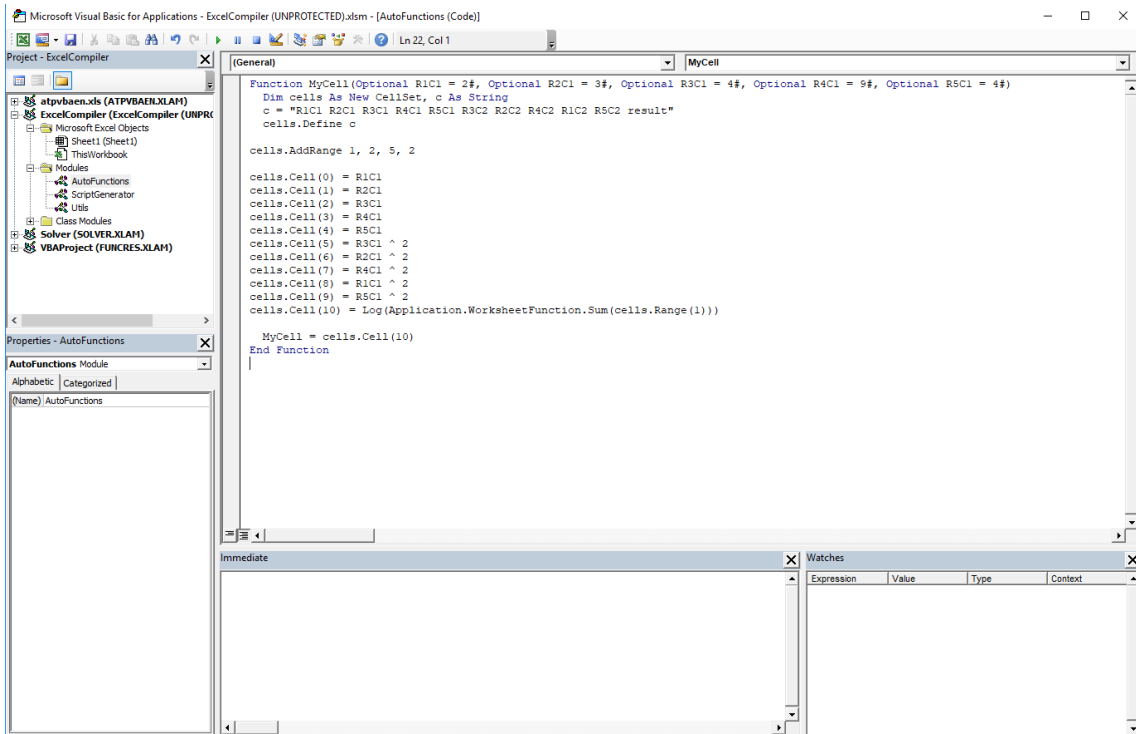 Microsoft Visual Basic for Applications - ExcelCompiler (UNPROTECTED).xlsm - [AutoFunctions (Code)]
Ln 22, Col 1
Project - ExcelCompiler
(General)
MyCell
atpvbaen.xls (ATPVBAEN.XLAM)
ExcelCompiler (ExcelCompiler (UNPR(
Microsoft Excel Objects
Sheet1 (Sheet1)
ThisWorkbook
Modules
AutoFunctions
ScriptGenerator
Utils
Class Modules
Solver (SOLVER.XLAM)
VBAProject (FUNCRES.XLAM)
Properties - AutoFunctions
AutoFunctions Module
Alphabetic Categorized
(Name) AutoFunctions
Function MyCell(Optional R1C1 = 2#, Optional R2C1 = 3#, Optional R3C1 = 4#, Optional R4C1 = 9#, Optional R5C1 = 4#)
Dim cells As New CellSet, c As String
c = "R1C1 R2C1 R3C1 R4C1 R5C1 R3C2 R2C2 R4C2 R1C2 R5C2 result"
cells.Define c
cells.AddRange 1, 2, 5, 2
cells.Cell(0) = R1C1
cells.Cell(1) = R2C1
cells.Cell(2) = R3C1
cells.Cell(3) = R4C1
cells.Cell(4) = R5C1
cells.Cell(5) = R3C1 ^ 2
cells.Cell(6) = R2C1 ^ 2
cells.Cell(7) = R4C1 ^ 2
cells.Cell(8) = R1C1 ^ 2
cells.Cell(9) = R5C1 ^ 2
cells.Cell(10) = Log(Application.WorksheetFunction.Sum(cells.Range(1)))
MyCell = cells.Cell(10)
End Function
Immediate
Watches
Expression Value Type Context